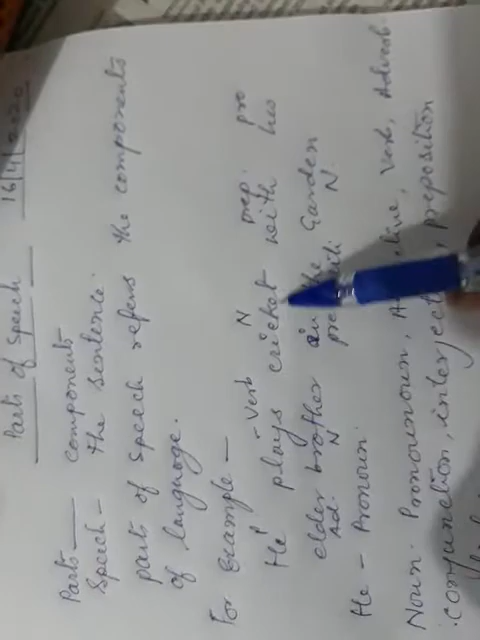 Parts of Speech 16/4/2020
Parts — components
Speech — the sentence.
parts of speech refers the components
of language.
For Example —
P -Verb N prep. pro
He plays cricket with his
elder brother in the Garden
Ad. N N
He — Pronoun.
Noun. Pronounoun, Verb, Adverb
conjunction, preposition